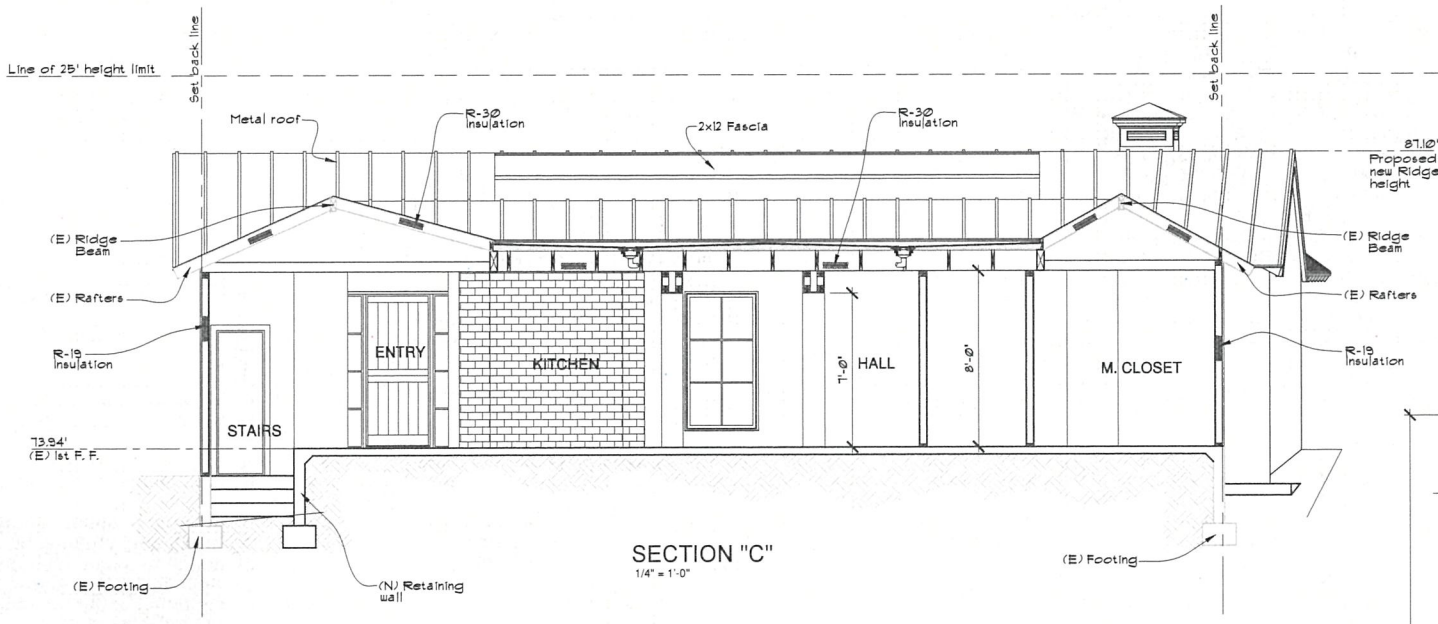 Set back line
Set back line
Line of 25' height limit
Metal roof
R-30
Insulation
2x12 Fascia
R-30
Insulation
87.10'
Proposed
new Ridge
height
(E) Ridge
Beam
(E) Ridge
Beam
(E) Rafters
(E) Rafters
R-19
Insulation
ENTRY
KITCHEN
7'-0"
HALL
8'-0"
M. CLOSET
R-19
Insulation
STAIRS
73.94'
(E) 1st F. F.
SECTION "C"
1/4" = 1'-0"
(E) Footing
(N) Retaining
wall
(E) Footing